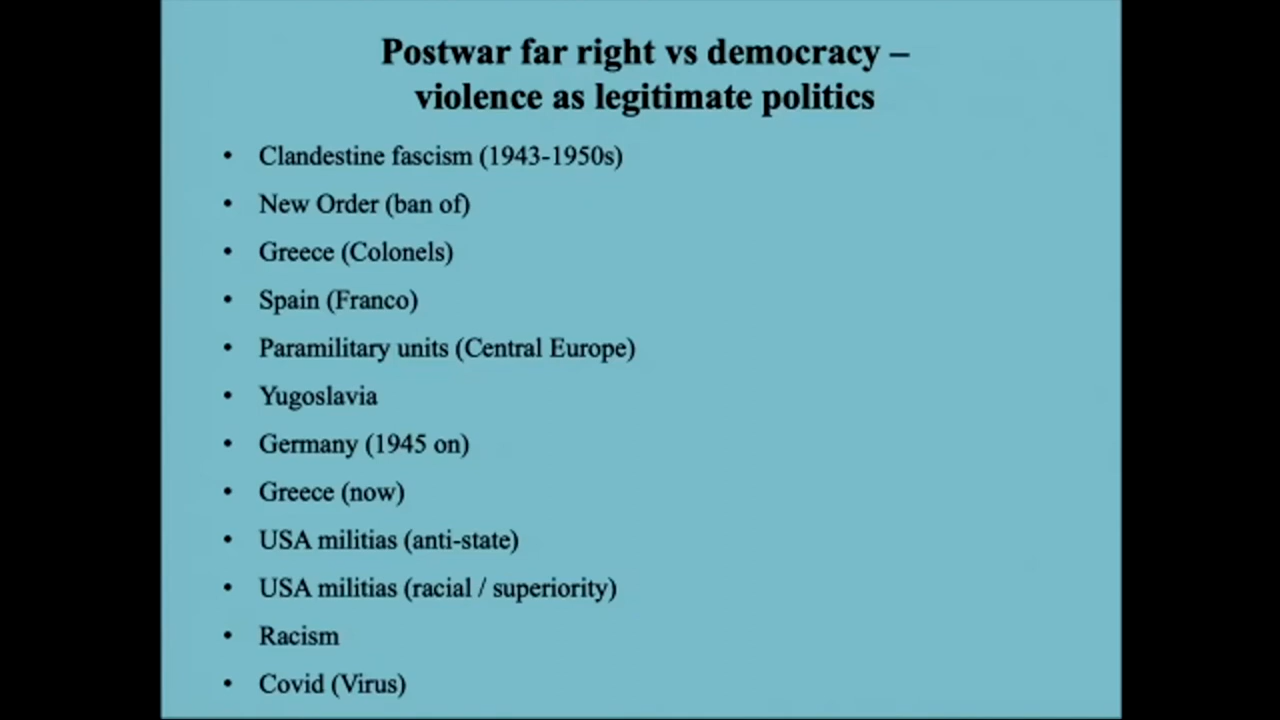 Postwar far right vs democracy –
violence as legitimate politics
• Clandestine fascism (1943-1950s)
• New Order (ban of)
• Greece (Colonels)
• Spain (Franco)
• Paramilitary units (Central Europe)
• Yugoslavia
• Germany (1945 on)
• Greece (now)
• USA militias (anti-state)
• USA militias (racial / superiority)
• Racism
• Covid (Virus)